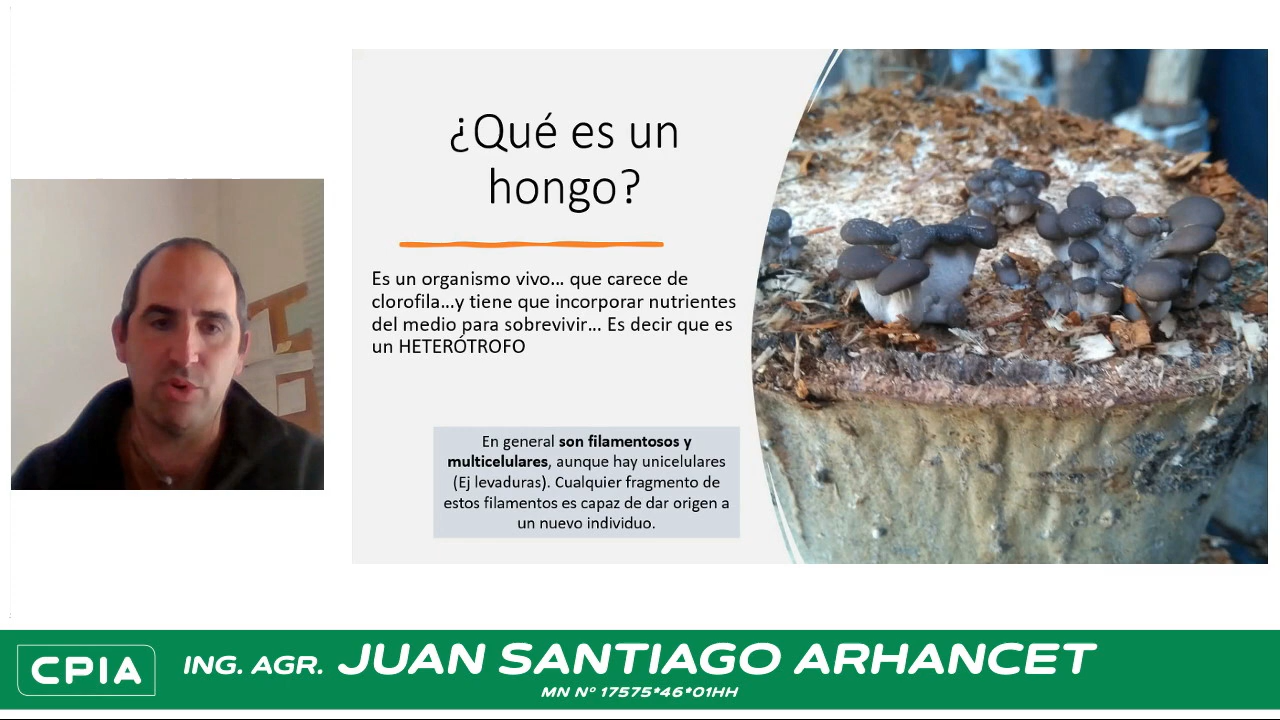 ¿Qué es un
hongo?
Es un organismo vivo... que carece de
clorofila...y tiene que incorporar nutrientes
del medio para sobrevivir... Es decir que es
un HETERÓTROFO
En general son filamentosos y
multicelulares, aunque hay unicelulares
(Ej levaduras). Cualquier fragmento de
estos filamentos es capaz de dar origen a
un nuevo individuo.
CPIA
ING. AGR. JUAN SANTIAGO ARHANCET
MN Nº 17575*46*01HH